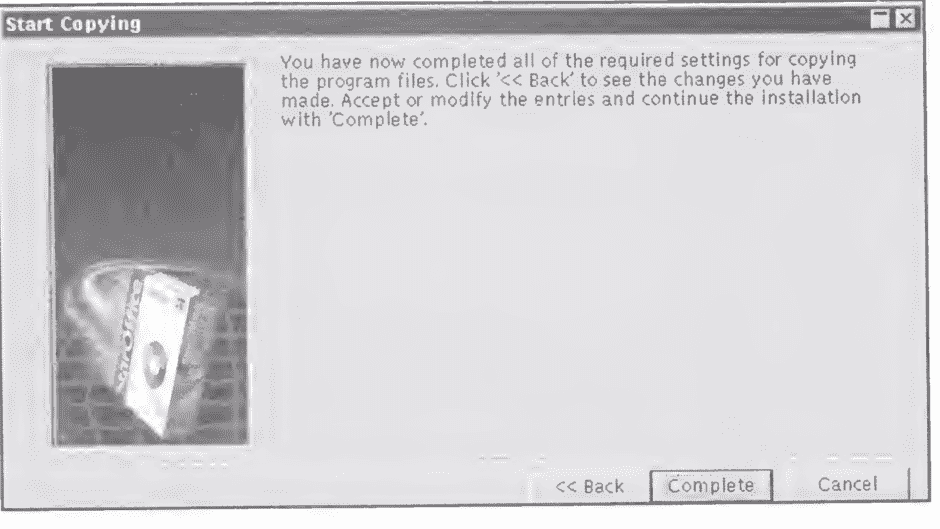 Start Copying
You have now completed all of the required settings for copying
the program files. Click '<< Back' to see the changes you have
made. Accept or modify the entries and continue the installation
with 'Complete'.
StarOffice
<< Back
Complete
Cancel